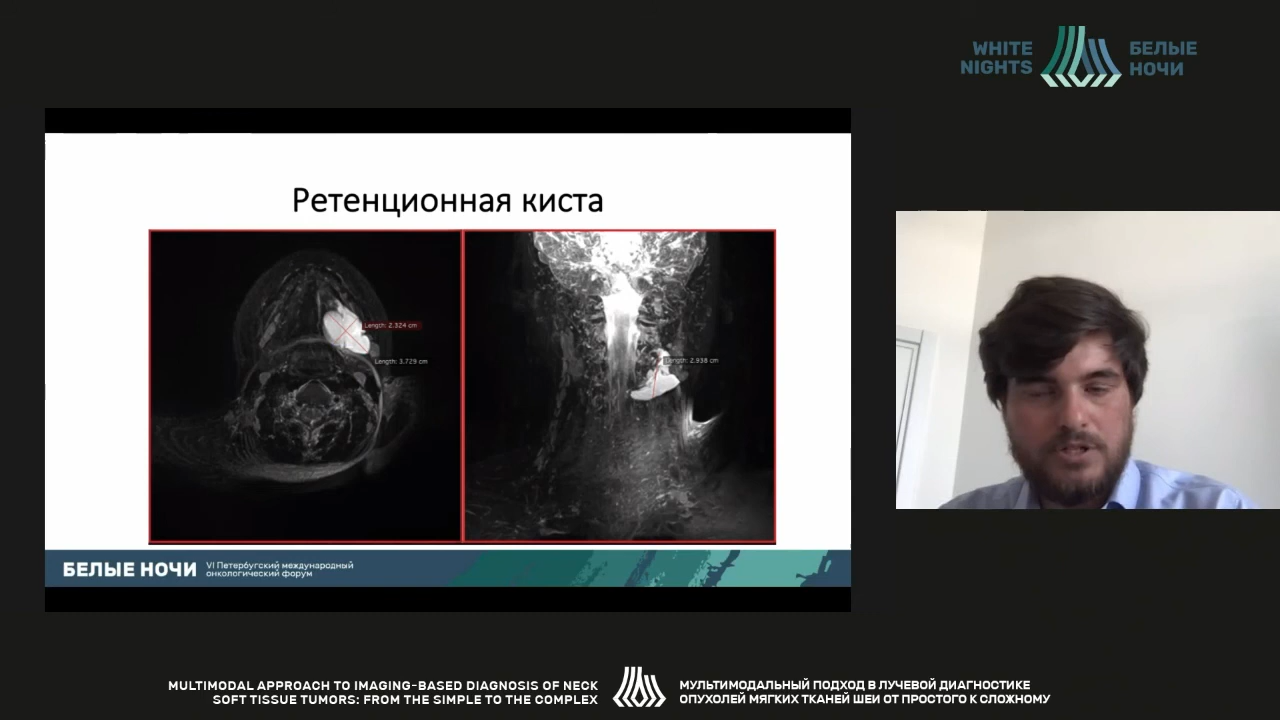 WHITE
NIGHTS
БЕЛЫЕ
НОЧИ
Ретенционная киста
Length: 2.324 cm
Length: 3.729 cm
Length: 2.938 cm
БЕЛЫЕ НОЧИ
VI Петербургский международный
онкологический форум
MULTIMODAL APPROACH TO IMAGING-BASED DIAGNOSIS OF NECK
SOFT TISSUE TUMORS: FROM THE SIMPLE TO THE COMPLEX
МУЛЬТИМОДАЛЬНЫЙ ПОДХОД В ЛУЧЕВОЙ ДИАГНОСТИКЕ
ОПУХОЛЕЙ МЯГКИХ ТКАНЕЙ ШЕИ ОТ ПРОСТОГО К СЛОЖНОМУ